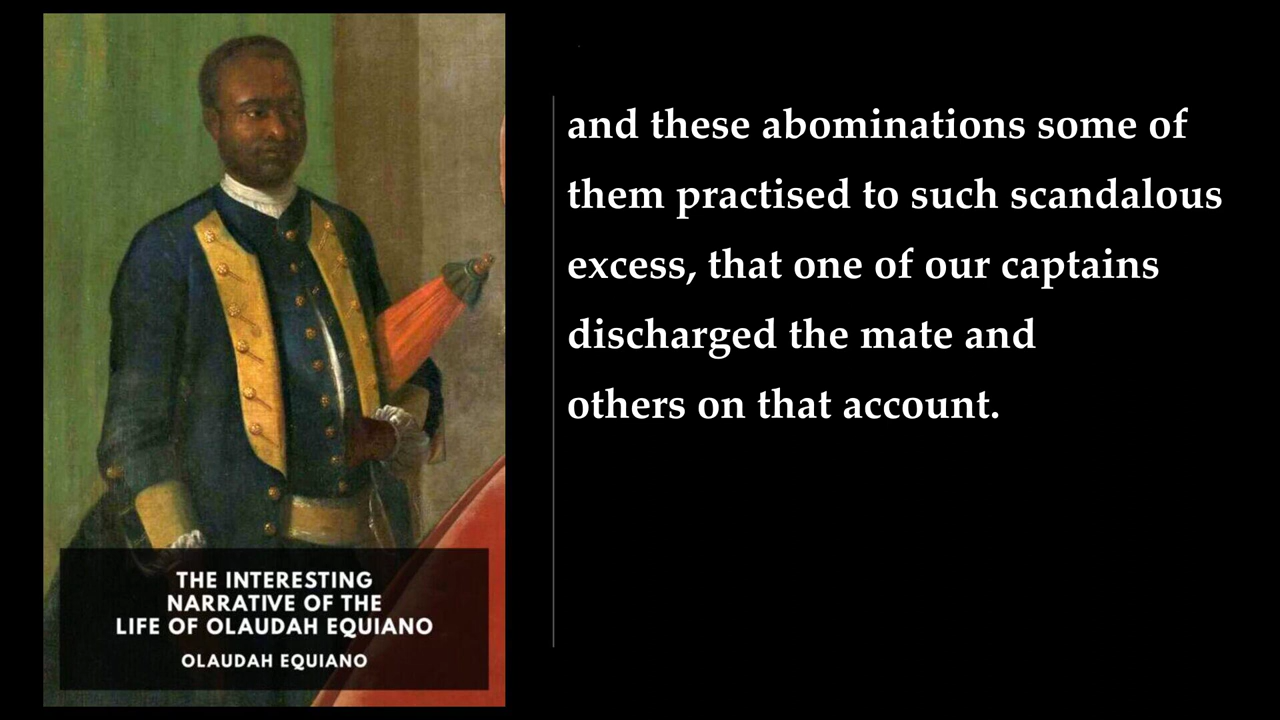 and these abominations some of
them practised to such scandalous
excess, that one of our captains
discharged the mate and
others on that account.
THE INTERESTING
NARRATIVE OF THE
LIFE OF OLAUDAH EQUIANO
OLAUDAH EQUIANO